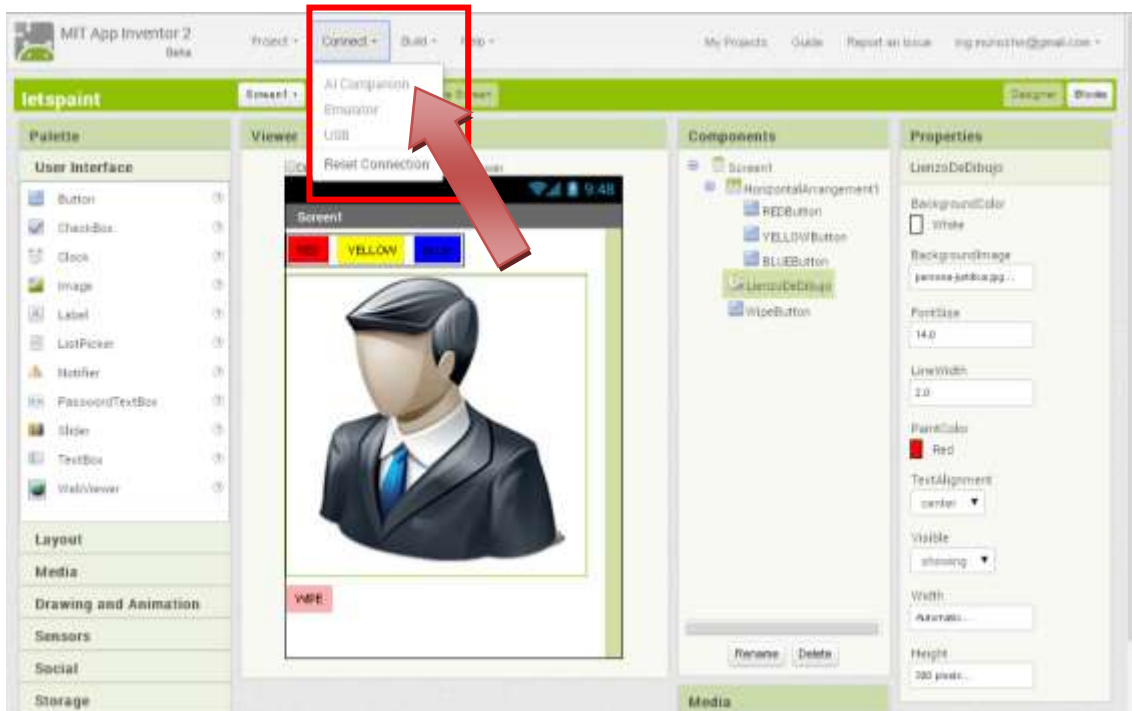 MIT App Inventor 2
Beta
Project
Connect
Build
Help
My Projects
Guide
Report an Issue
letspaint
Screen1
Screen
Designer
Blocks
AI Companion
Emulator
USB
Reset Connection
Palette
User Interface
Button
CheckBox
Clock
Image
Label
ListPicker
Notifier
PasswordTextBox
Slider
TextBox
WebViewer
Layout
Media
Drawing and Animation
Sensors
Social
Storage
Viewer
9:48
Screen1
RED
YELLOW
BLUE
WIPE
Components
Screen1
HorizontalArrangement1
REDButton
YELLOWButton
BLUEButton
LienzoDeDibujo
WipeButton
Rename
Delete
Media
Properties
LienzoDeDibujo
BackgroundColor
White
BackgroundImage
persona-juridica.jpg...
FontSize
14.0
LineWidth
2.0
PaintColor
Red
TextAlignment
center
Visible
showing
Width
Automatic...
Height
300 pixels...